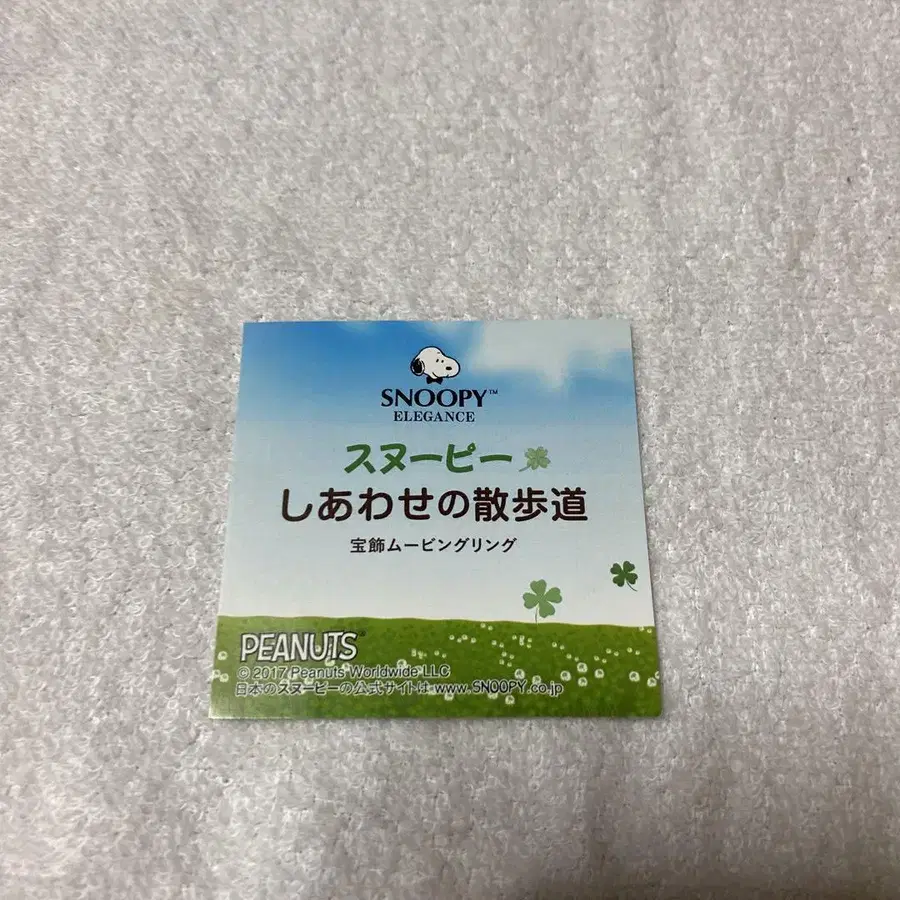 SNOOPY™
ELEGANCE
スヌーピー
しあわせの散歩道
宝飾ムービングリング
PEANUTS®
© 2017 Peanuts Worldwide LLC
日本のスヌーピーの公式サイトは www.SNOOPY.co.jp